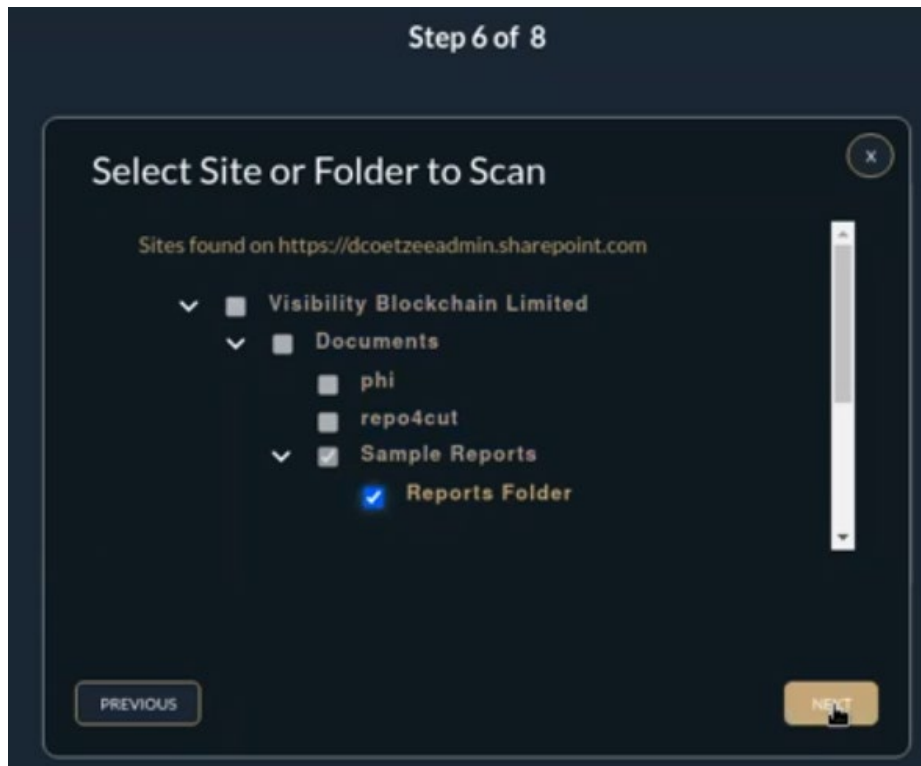 Step 6 of 8
Select Site or Folder to Scan
X
Sites found on https://dcoetzeeadmin.sharepoint.com
Visibility Blockchain Limited
Documents
phi
repo4cut
Sample Reports
Reports Folder
PREVIOUS
NEXT